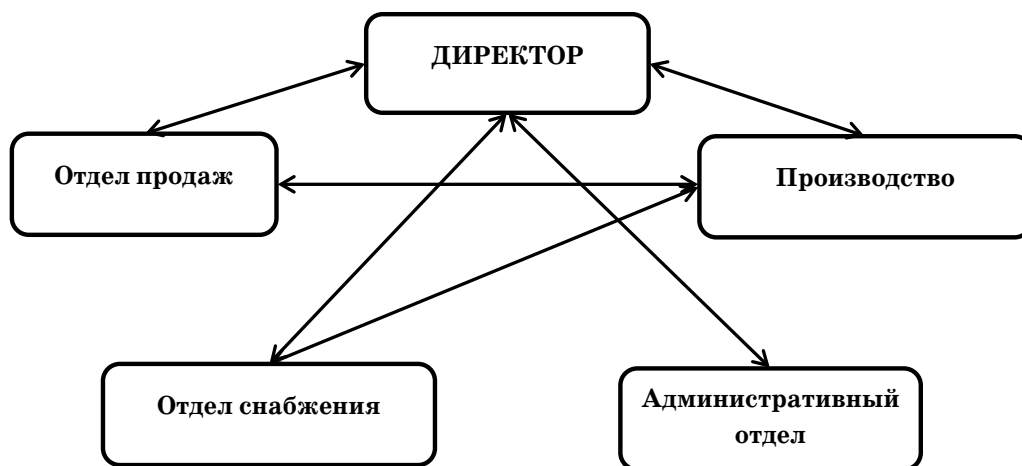 ДИРЕКТОР
Отдел продаж
Производство
Отдел снабжения
Административный
отдел